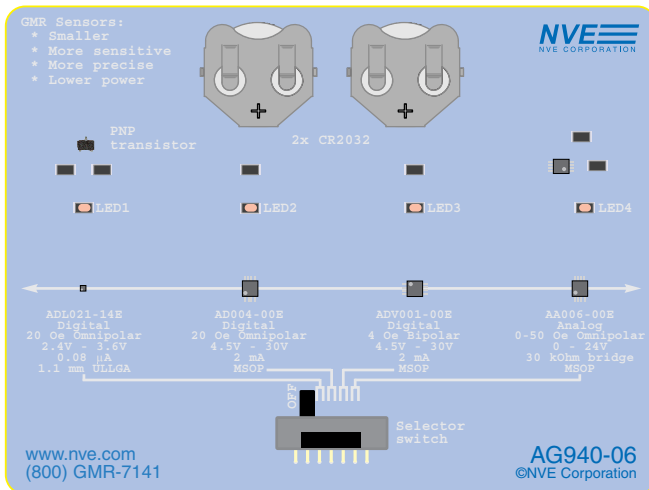 GMR Sensors:
* Smaller
* More sensitive
* More precise
* Lower power
NVE
NVE CORPORATION
PNP
transistor
2x CR2032
LED1
LED2
LED3
LED4
ADL021-14E
Digital
20 Oe Omnipolar
2.4V - 3.6V
0.08 µA
1.1 mm ULLGA
AD004-00E
Digital
20 Oe Omnipolar
4.5V - 30V
2 mA
MSOP
ADV001-00E
Digital
4 Oe Bipolar
4.5V - 30V
2 mA
MSOP
AA006-00E
Analog
0-50 Oe Omnipolar
0 - 24V
30 kOhm bridge
MSOP
OFF
Selector
switch
www.nve.com
(800) GMR-7141
AG940-06
©NVE Corporation